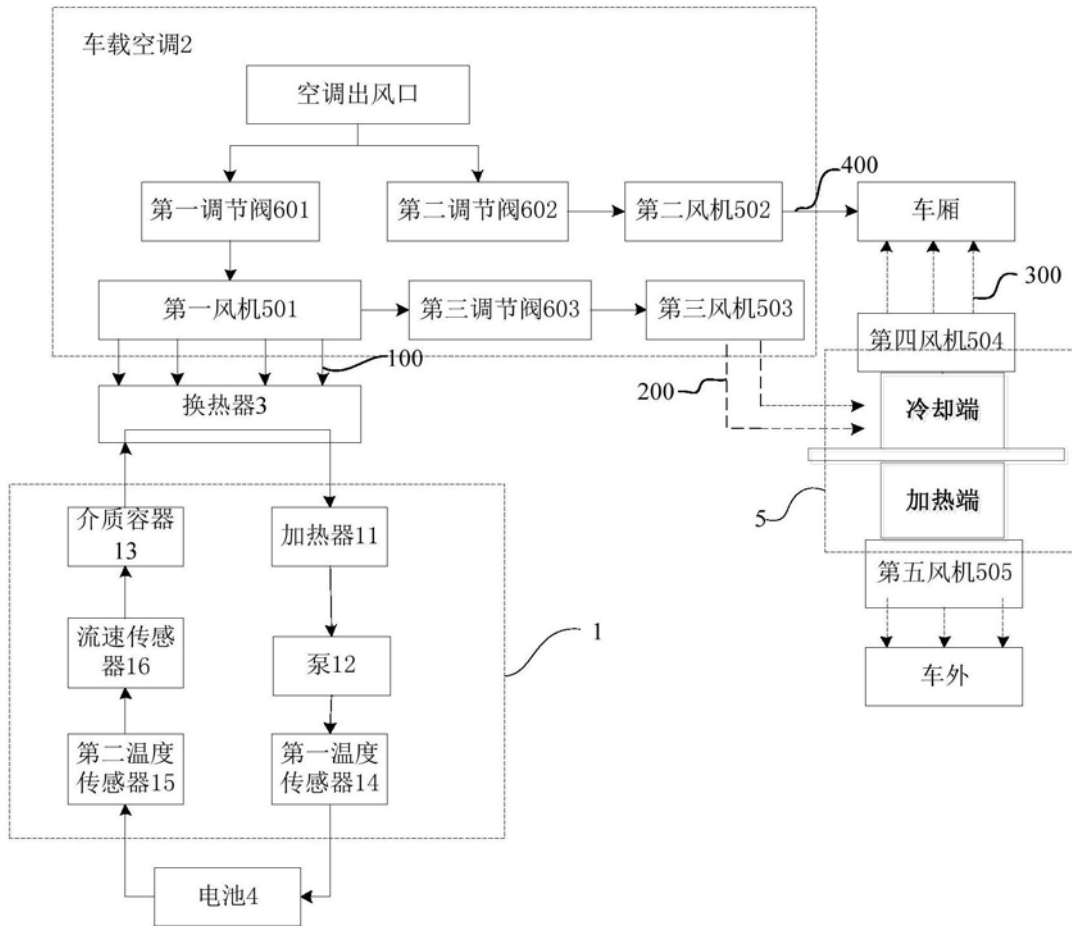 车载空调2
空调出风口
第一调节阀601
第二调节阀602
第二风机502
400
车厢
第一风机501
第三调节阀603
第三风机503
300
第四风机504
100
200
换热器3
冷却端
加热端
5
第五风机505
车外
介质容器
13
加热器11
流速传感
器16
泵12
1
第二温度
传感器15
第一温度
传感器14
电池4